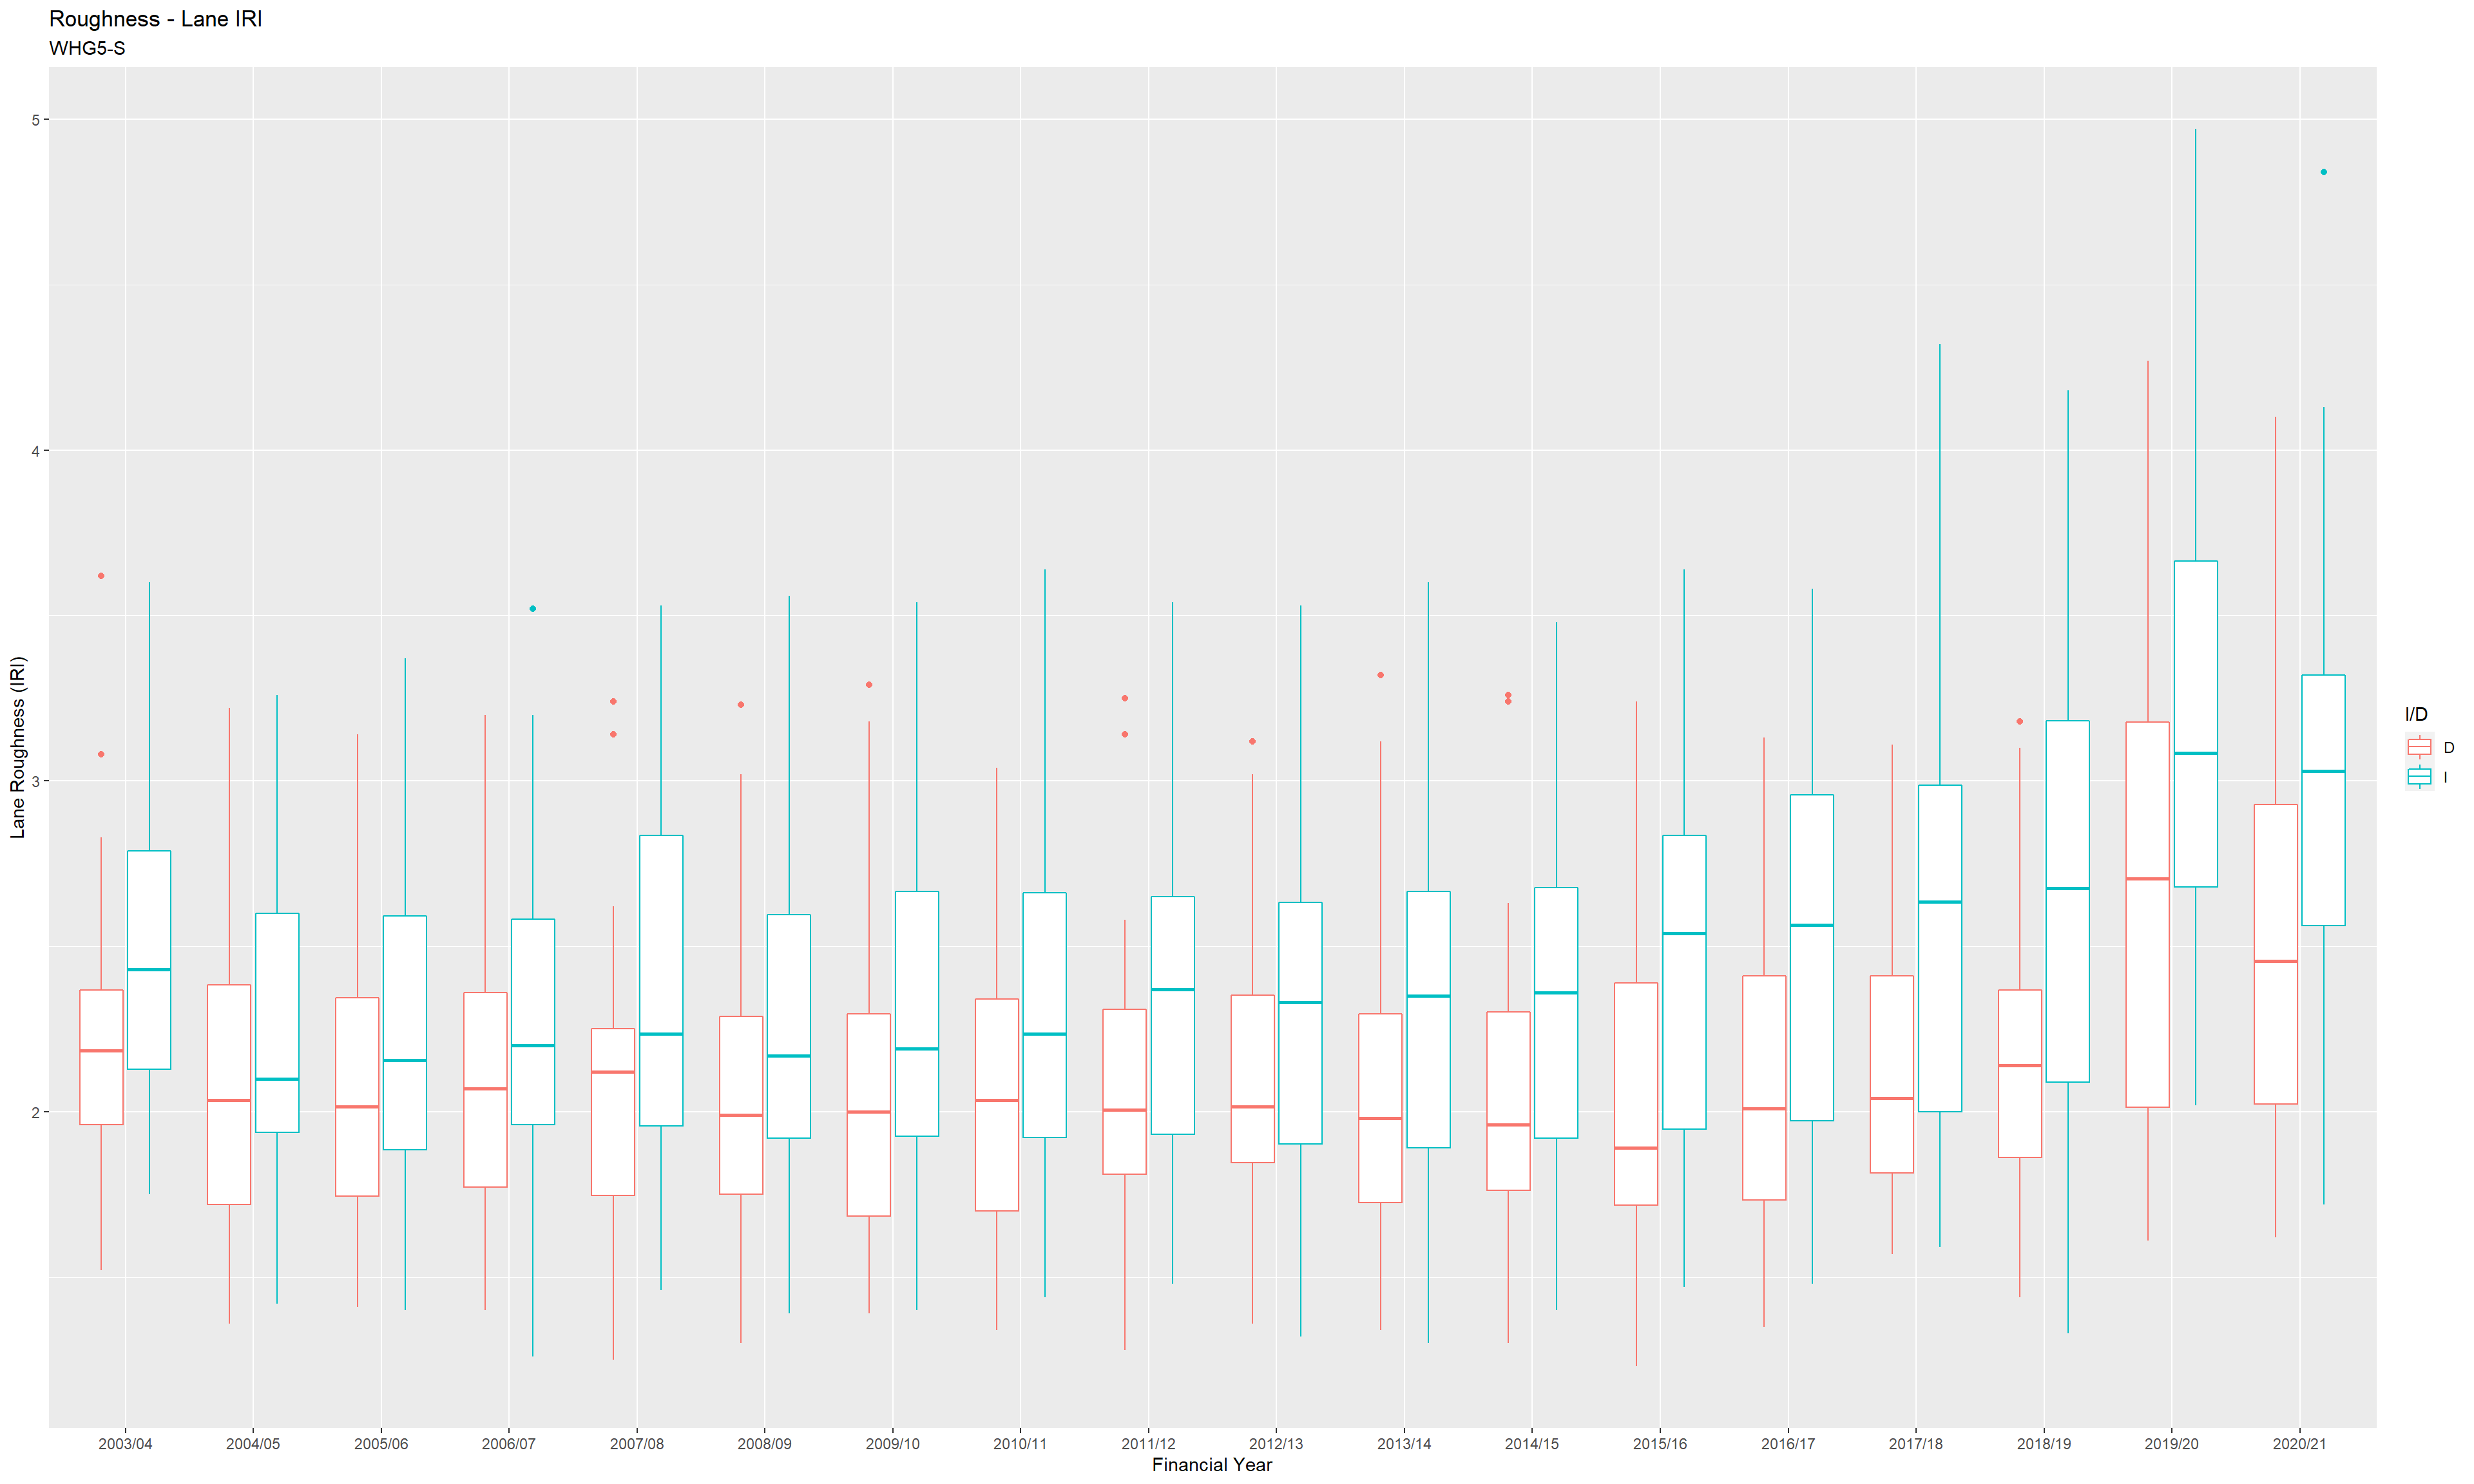 Roughness - Lane IRI
WHG5-S
5
4
3
2
Lane Roughness (IRI)
2003/04 2004/05 2005/06 2006/07 2007/08 2008/09 2009/10 2010/11 2011/12 2012/13 2013/14 2014/15 2015/16 2016/17 2017/18 2018/19 2019/20 2020/21
Financial Year
I/D
D
I